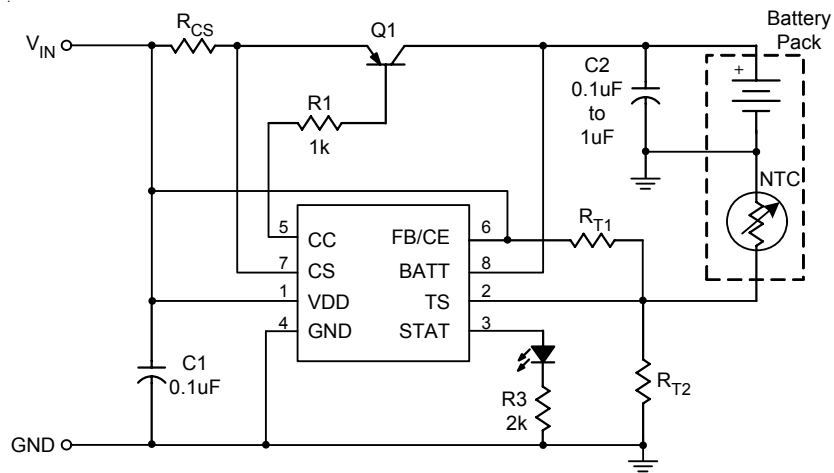 Battery
Pack
V_IN
R_CS
Q1
C2
0.1uF
to
1uF
+
R1
1k
NTC
5 CC
FB/CE 6
R_T1
7 CS
BATT 8
1 VDD
TS 2
4 GND
STAT 3
C1
0.1uF
R3
2k
R_T2
GND